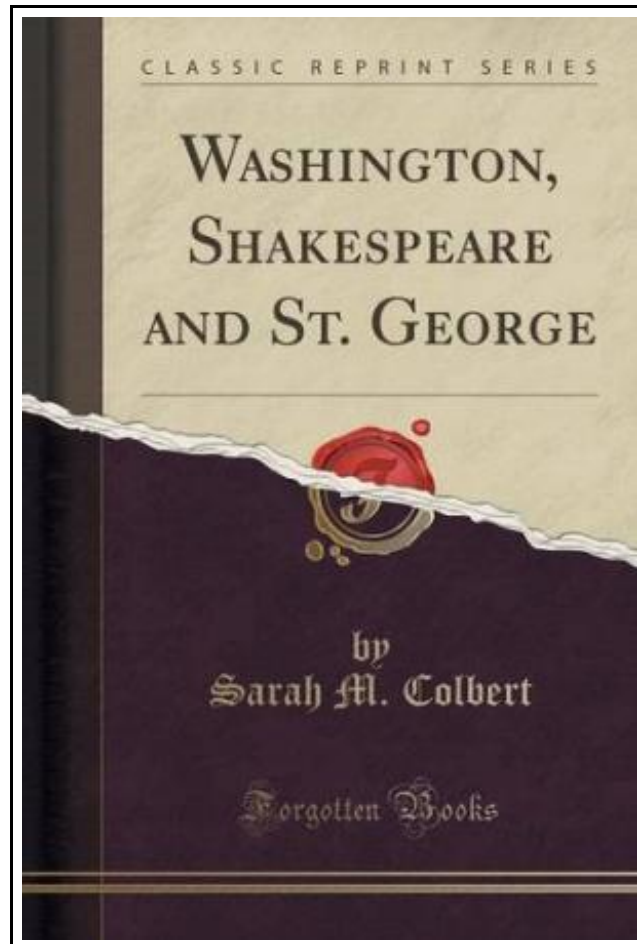 CLASSIC REPRINT SERIES
WASHINGTON,
SHAKESPEARE
AND ST. GEORGE
F
by
Sarah M. Colbert
Forgotten Books